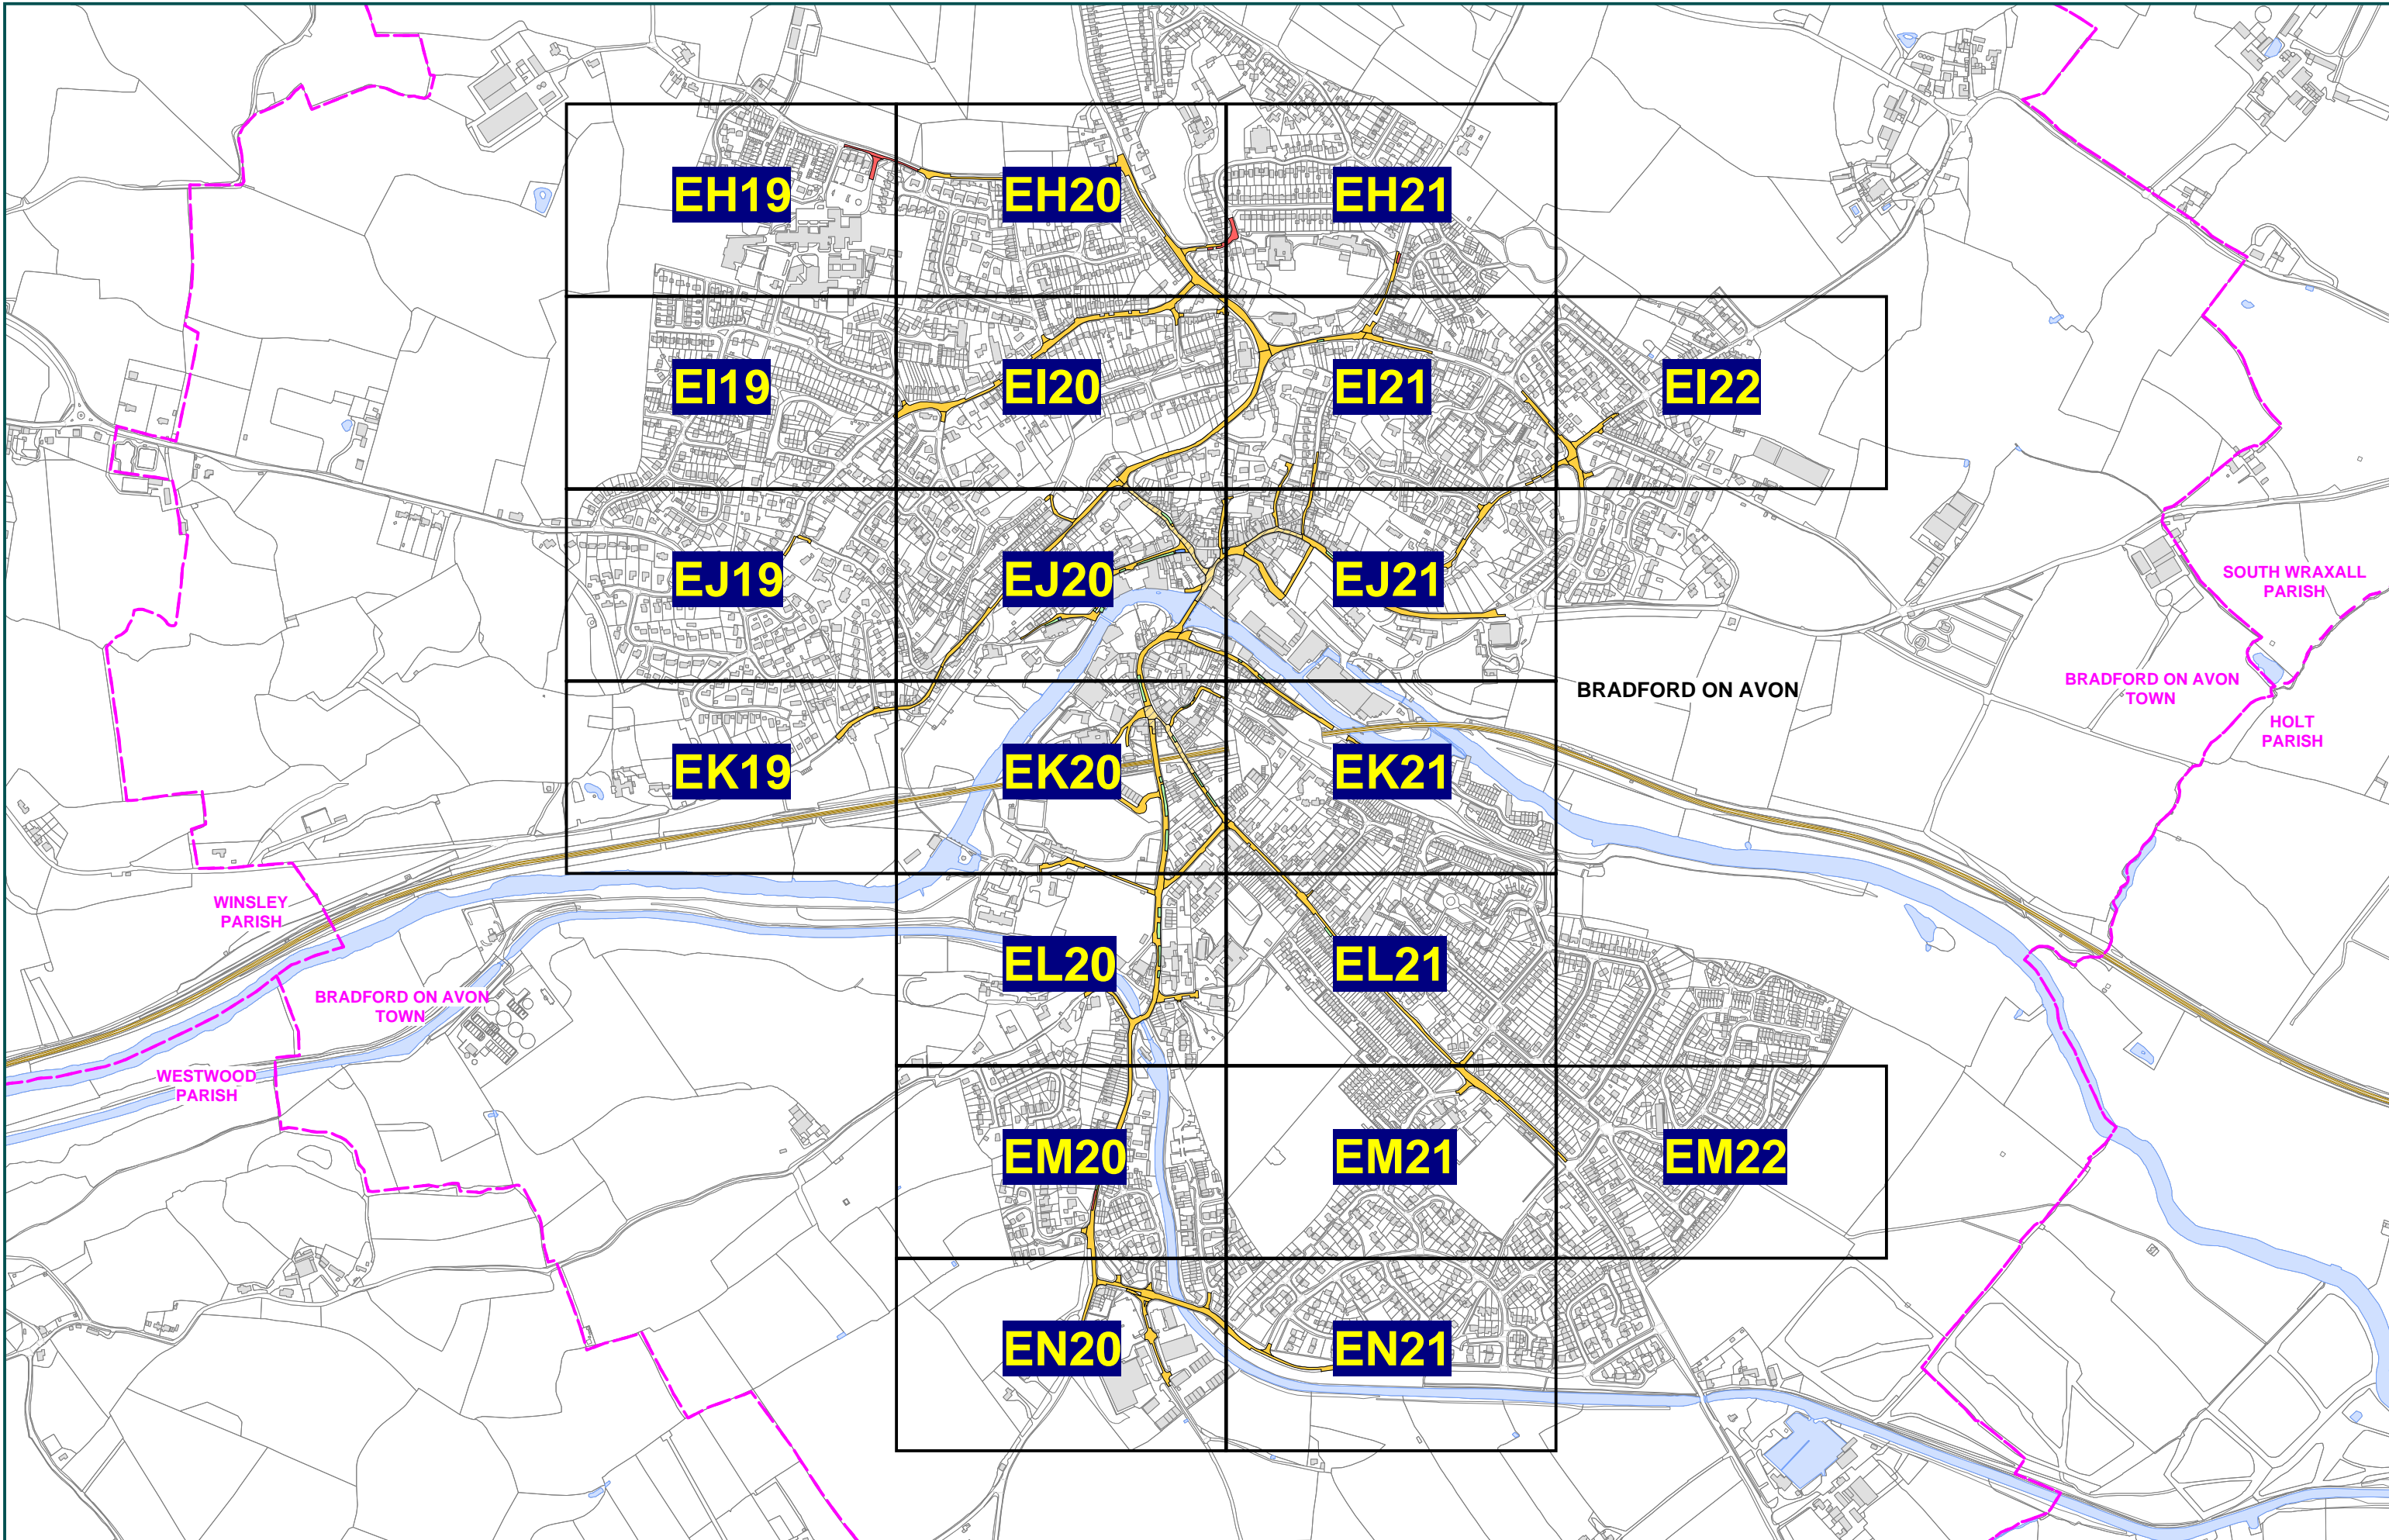 EH19
EH20
EH21
EI19
EI20
EI21
EI22
EJ19
EJ20
EJ21
SOUTH WRAXALL
PARISH
BRADFORD ON AVON
BRADFORD ON AVON
TOWN
HOLT
PARISH
EK19
EK20
EK21
WINSLEY
PARISH
EL20
EL21
BRADFORD ON AVON
TOWN
WESTWOOD
PARISH
EM20
EM21
EM22
EN20
EN21